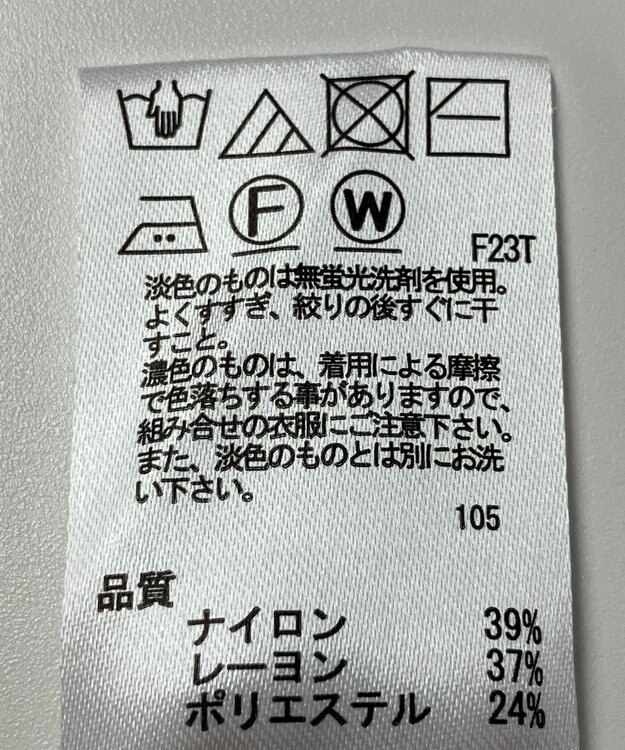 F W
F23T
淡色のものは無蛍光洗剤を使用。
よくすすぎ、絞りの後すぐに干
すこと。
濃色のものは、着用による摩擦
で色落ちする事がありますので、
組み合せの衣服にご注意下さい。
また、淡色のものとは別にお洗
い下さい。
105
品質
ナイロン 39%
レーヨン 37%
ポリエステル 24%